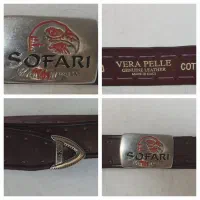 SOFARI
VERA PELLE
GENUINE LEATHER
MADE IN ITALY
COT
SOFARI